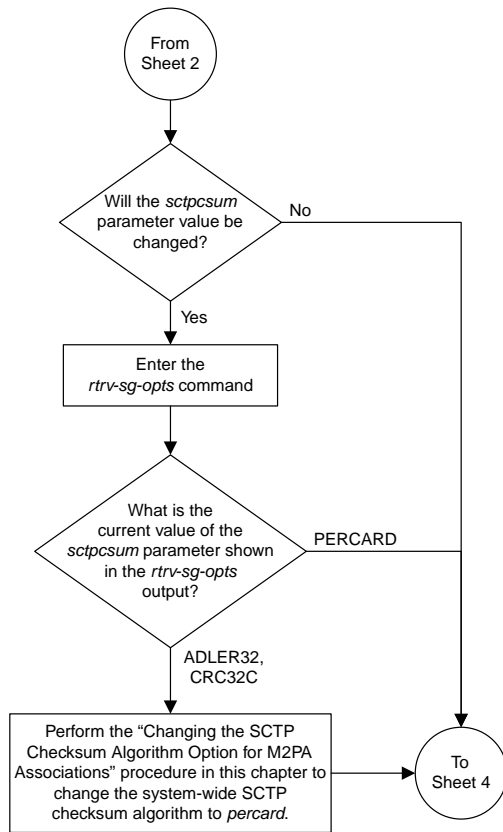 From
Sheet 2
Will the sctpcsum
parameter value be
changed?
No
Yes
Enter the
rtrv-sg-opts command
What is the
current value of the
sctpcsum parameter shown
in the rtrv-sg-opts
output?
PERCARD
ADLER32,
CRC32C
Perform the “Changing the SCTP
Checksum Algorithm Option for M2PA
Associations” procedure in this chapter to
change the system-wide SCTP
checksum algorithm to percard.
To
Sheet 4